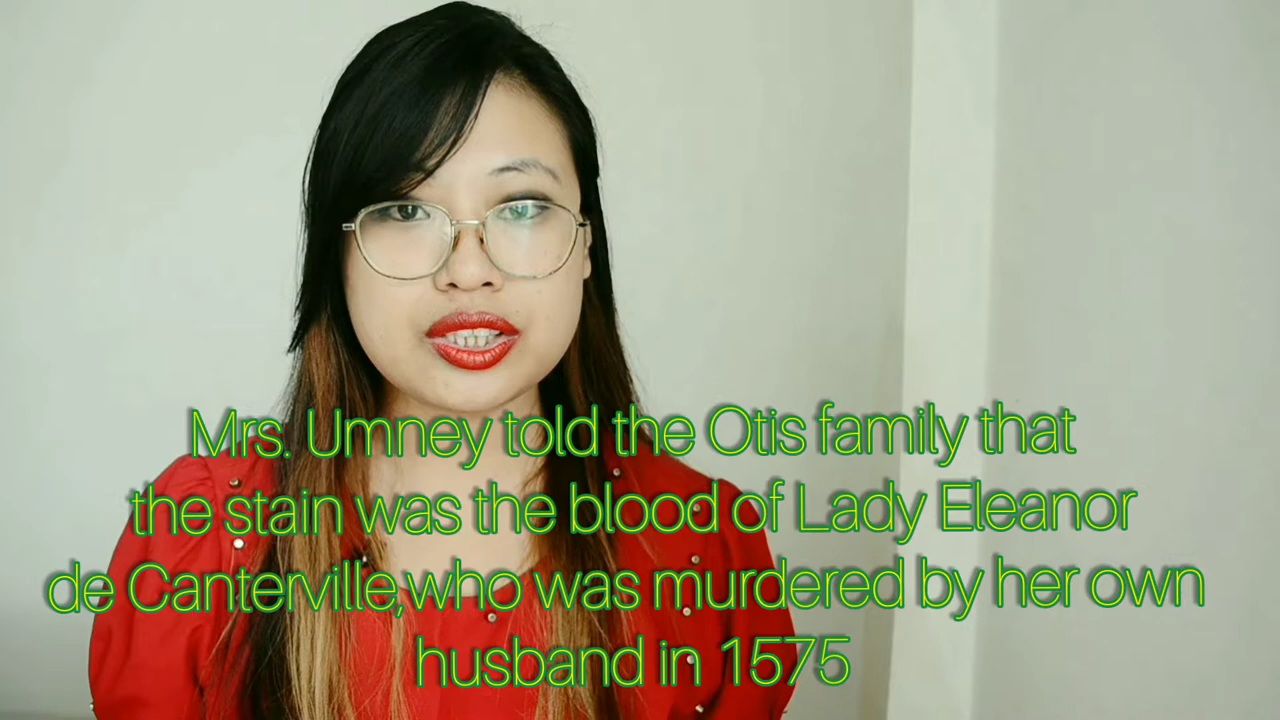 Mrs. Umney told the Otis family that
the stain was the blood of Lady Eleanor
de Canterville,who was murdered by her own
husband in 1575